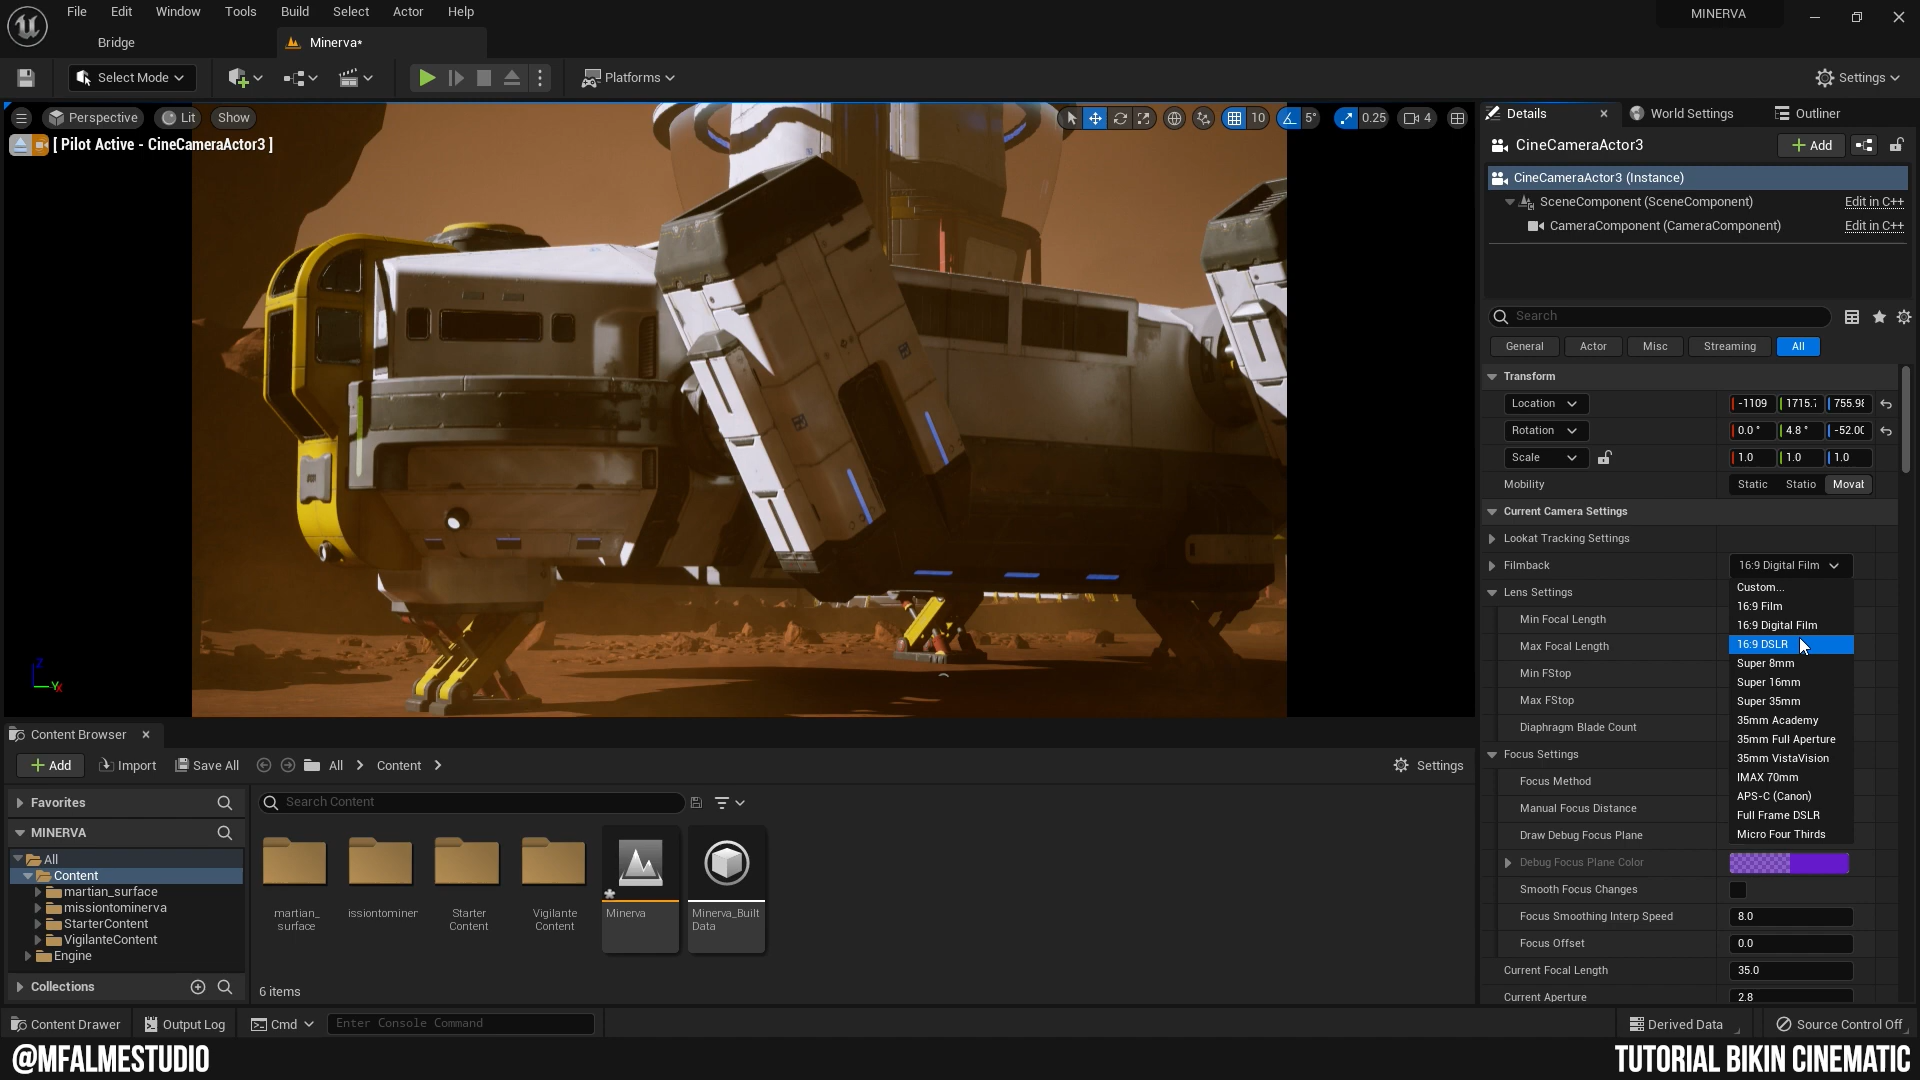 File Edit Window Tools Build Select Actor Help
MINERVA
Bridge
Minerva*
Select Mode
Platforms
Settings
Perspective
Lit
Show
10
5°
0.25
4
[ Pilot Active - CineCameraActor3 ]
Z
Y
X
Details
World Settings
Outliner
CineCameraActor3
Add
CineCameraActor3 (Instance)
SceneComponent (SceneComponent)
Edit in C++
CameraComponent (CameraComponent)
Edit in C++
Search
General
Actor
Misc
Streaming
All
Transform
Location
-1109
1715.
755.98
Rotation
0.0 °
4.8 °
-52.00
Scale
1.0
1.0
1.0
Mobility
Static
Statio
Movat
Current Camera Settings
Lookat Tracking Settings
Filmback
16:9 Digital Film
Lens Settings
Min Focal Length
Max Focal Length
Min FStop
Max FStop
Diaphragm Blade Count
Focus Settings
Focus Method
Manual Focus Distance
Draw Debug Focus Plane
Custom...
16:9 Film
16:9 Digital Film
16:9 DSLR
Super 8mm
Super 16mm
Super 35mm
35mm Academy
35mm Full Aperture
35mm VistaVision
IMAX 70mm
APS-C (Canon)
Full Frame DSLR
Micro Four Thirds
Debug Focus Plane Color
Smooth Focus Changes
Focus Smoothing Interp Speed
8.0
Focus Offset
0.0
Current Focal Length
35.0
Current Aperture
2.8
Content Browser
Add
Import
Save All
All
Content
Settings
Favorites
MINERVA
All
Content
martian_surface
missiontominerva
StarterContent
VigilanteContent
Engine
Collections
Search Content
martian_
surface
issiontominer
Starter
Content
Vigilante
Content
Minerva
Minerva_Built
Data
6 items
Content Drawer
Output Log
Cmd
Enter Console Command
Derived Data
Source Control Off
@MFALMESTUDIO
TUTORIAL BIKIN CINEMATIC